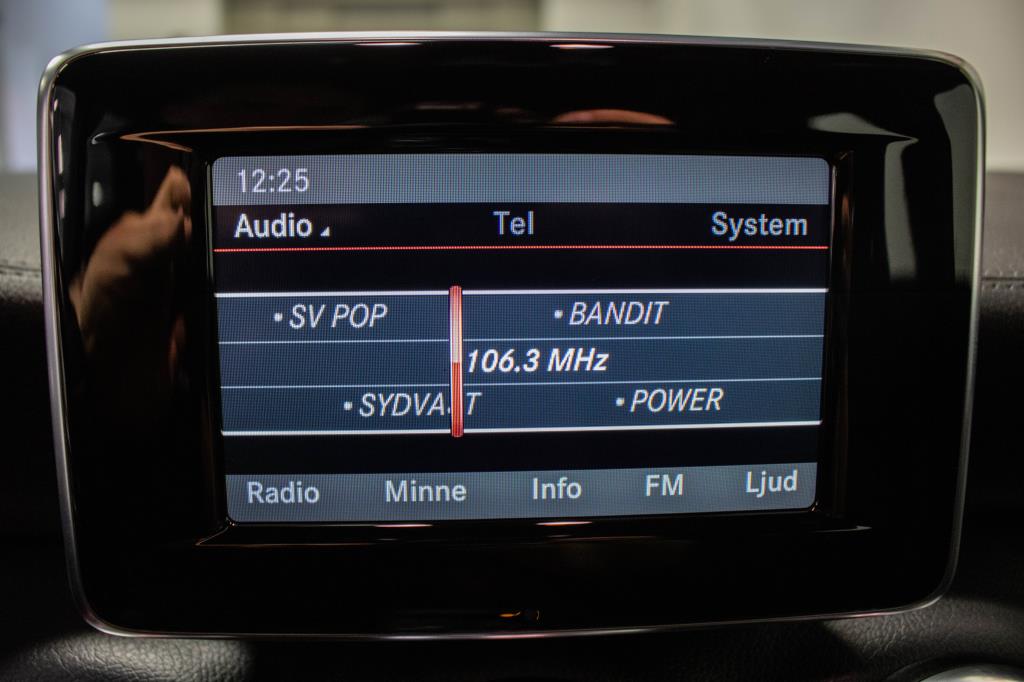 12:25
Audio Tel System
• SV POP • BANDIT
106.3 MHz
• POWER
Radio Minne Info FM Ljud